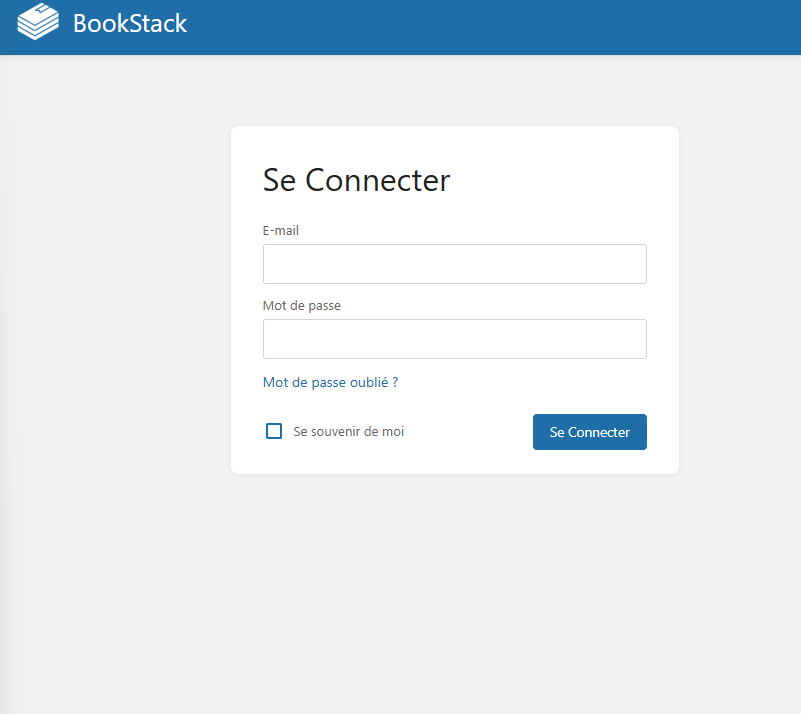 BookStack
Se Connecter
E-mail
Mot de passe
Mot de passe oublié ?
Se souvenir de moi
Se Connecter